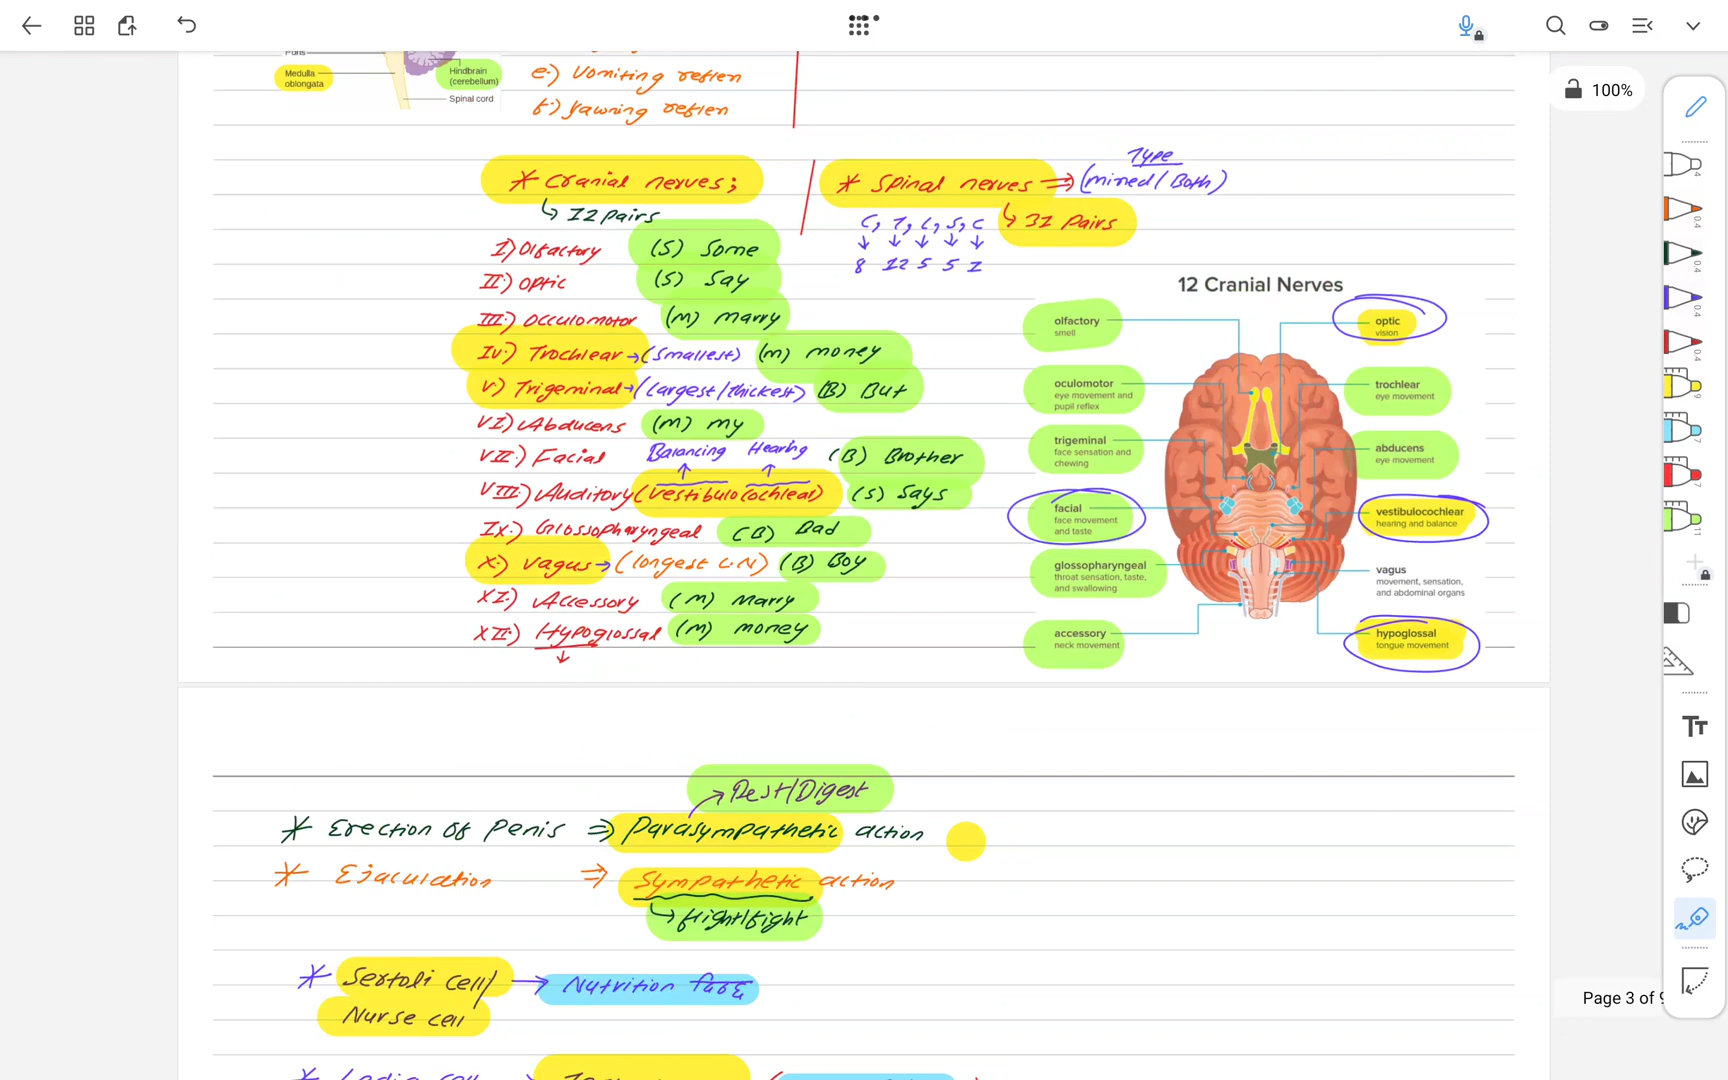 100%
Pons
Medulla
oblongata
Hindbrain
(cerebellum)
Spinal cord
e.) Vomiting reflex
f.) Yawning reflex
* Cranial nerves;
↳ 12 pairs
I) Olfactory (S) Some
II) Optic (S) Say
III) Occulomotor (M) Marry
IV) Trochlear → (Smallest) (M) money
V) Trigeminal → (Largest/thickest) (B) But
VI) Abducens (M) my
VII) Facial Balancing Hearing (B) Brother
VIII) Auditory (Vestibulo cochlear) (S) Says
IX) Glossopharyngeal (B) Bad
X) Vagus → (longest C.N) (B) Boy
XI) Accessory (M) Marry
XII) Hypoglossal (M) money
* Spinal nerves ⇒ (mixed/Both)
Type
↳ 31 Pairs
C, T, L, S, C
8 12 5 5 1
12 Cranial Nerves
olfactory
smell
optic
vision
oculomotor
eye movement and
pupil reflex
trochlear
eye movement
trigeminal
face sensation and
chewing
abducens
eye movement
facial
face movement
and taste
vestibulocochlear
hearing and balance
glossopharyngeal
throat sensation, taste,
and swallowing
vagus
movement, sensation,
and abdominal organs
accessory
neck movement
hypoglossal
tongue movement
Rest/Digest
* Erection of Penis ⇒ Parasympathetic action
* Ejaculation ⇒ Sympathetic action
↳ flight/fight
* Sertoli cell/ → Nutrition
Nurse cell
Page 3 of 9